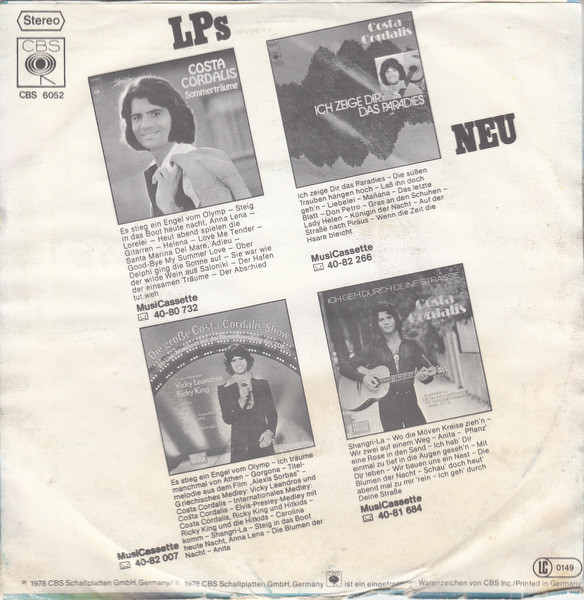 Stereo
CBS
CBS 6052
LPs
COSTA
CORDALIS
Sommerträume
Es stieg ein Engel vom Olymp – Steig
in das Boot heute nacht, Anna Lena –
Lorelei – Heut abend spielen die
Gitarren – Helena – Love Me Tender –
Santa Marina Del Mare, Adieu –
Good-Bye My Summer Love – Über
Delphi ging die Sonne auf – Sie war wie
der wilde Wein aus Saloniki – Der Hafen
der einsamen Träume – Der Abschied
tut weh
MusiCassette
40-80 732
Costa
Cordalis
ICH ZEIGE DIR
DAS PARADIES
NEU
Ich zeige Dir das Paradies – Die süßen
Trauben hängen hoch – Laß ihn doch
geh'n – Liebelei – Mañana – Das letzte
Blatt – Don Petro – Gras an den Schuhen –
Lady Helen – Königin der Nacht – Auf der
Straße nach Piräus – Wenn die Zeit die
Haare bleicht
MusiCassette
40-82 266
Die große Costa Cordalis-Show
Vicky Leandros
Ricky King
Es stieg ein Engel vom Olymp – Ich träume
manchmal von Athen – Gorgona – Titel-
melodie aus dem Film „Alexis Sorbas“ –
Griechisches Medley: Vicky Leandros und
Costa Cordalis – Internationales Medley:
Costa Cordalis – Elvis-Presley-Medley mit
Costa Cordalis, Ricky King und Hitkids –
Ricky King und die Hitkids – Carolina
komm – Shangri-La – Steig in das Boot
heute Nacht, Anna Lena – Die Blumen der
Nacht – Anita
MusiCassette
40-82 007
ICH GEH' DURCH DEINE STRASSE
Costa
Cordalis
Shangri-La – Wo die Möven Kreise zieh'n –
Wir zwei auf einem Weg – Anita – Pflanz'
eine Rose in den Sand – Ich hab' Dir
einmal zu tief in die Augen geseh'n – Mit
Dir leben – Wir bauen uns ein Nest – Die
Blumen der Nacht – Schau' doch heut'
abend mal zu mir 'rein – Ich geh' durch
Deine Straße
MusiCassette
40-81 684
LC 0149
℗ 1978 CBS Schallplatten GmbH, Germany/ © 1978 CBS Schallplatten GmbH, Germany ist ein eingetragenes Warenzeichen von CBS Inc./Printed in Germany